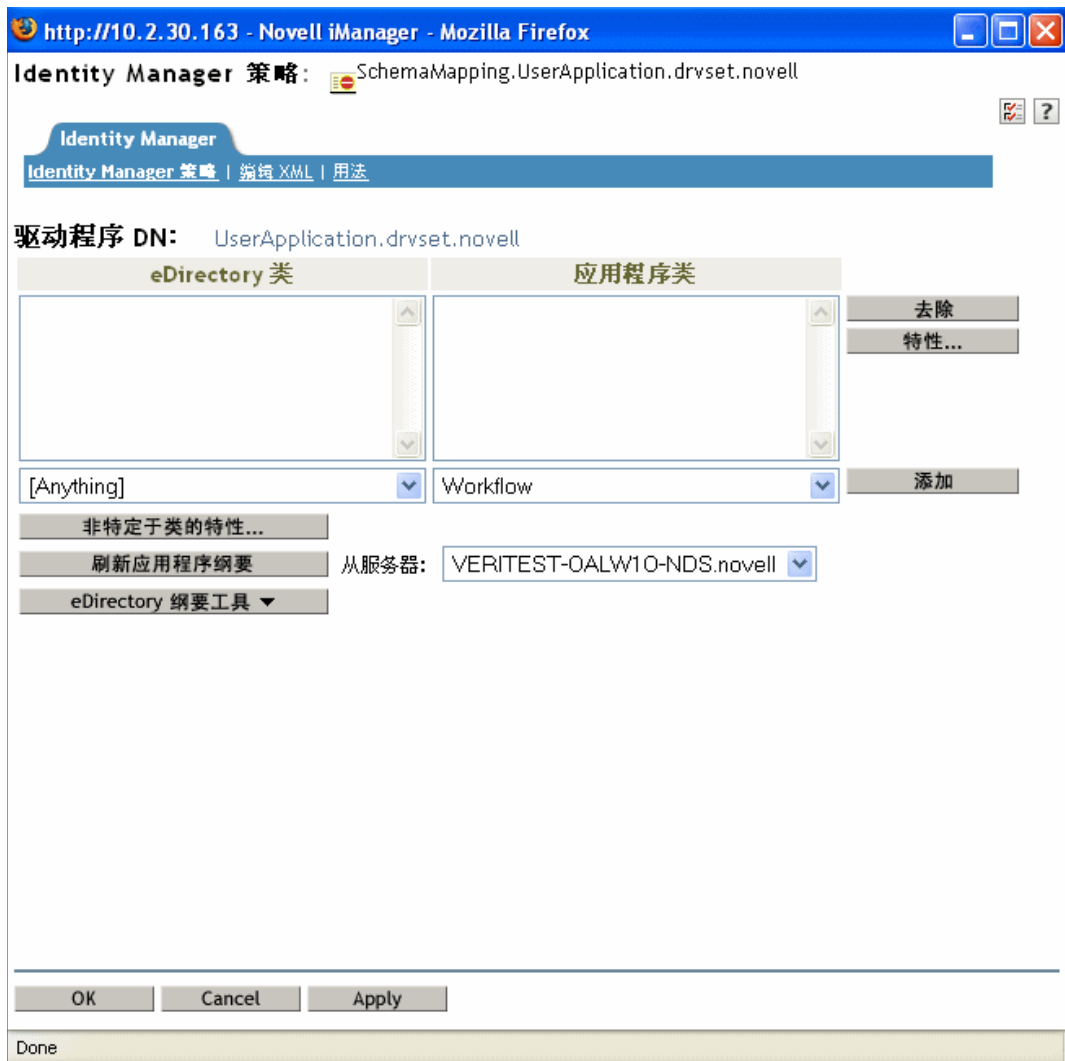 http://10.2.30.163 - Novell iManager - Mozilla Firefox
Identity Manager 策略: SchemaMapping.UserApplication.drvset.novell
?
Identity Manager
Identity Manager 策略 | 编辑 XML | 用法
驱动程序 DN: UserApplication.drvset.novell
eDirectory 类 应用程序类
去除
特性...
[Anything] Workflow 添加
非特定于类的特性...
刷新应用程序纲要 从服务器: VERITEST-OALW1O-NDS.novell
eDirectory 纲要工具
OK Cancel Apply
Done